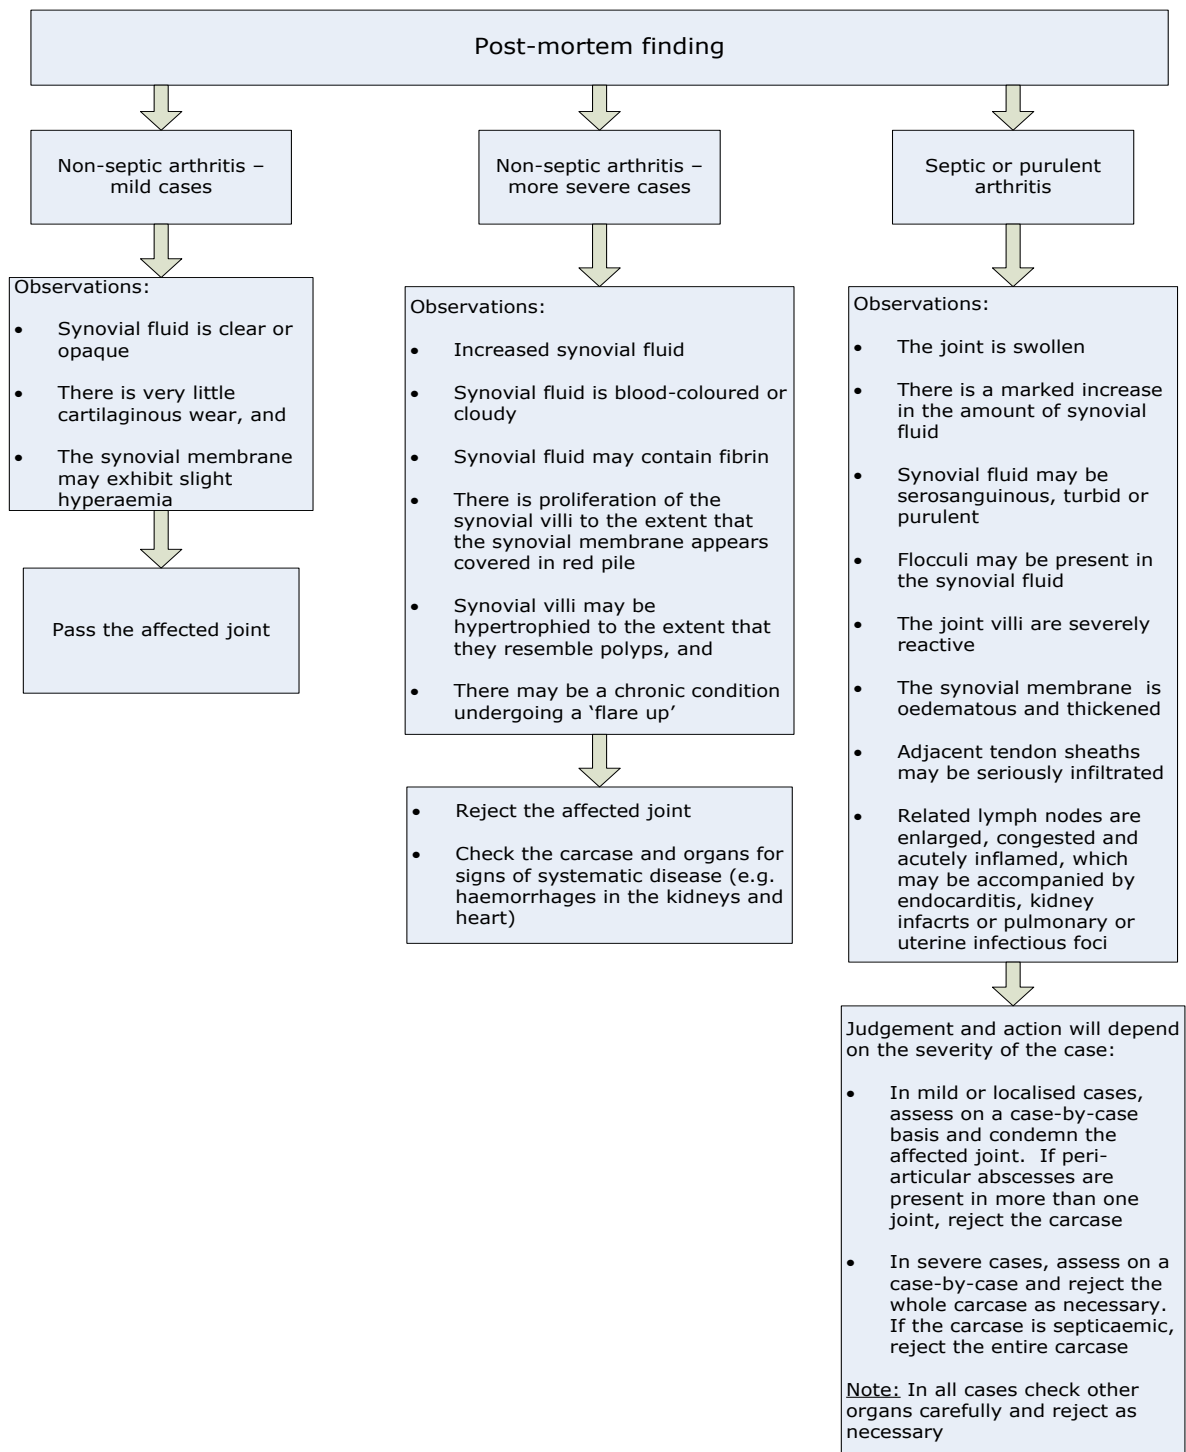 Post-mortem finding
Non-septic arthritis –
mild cases
Non-septic arthritis –
more severe cases
Septic or purulent
arthritis
Observations:
• Synovial fluid is clear or
opaque
• There is very little
cartilaginous wear, and
• The synovial membrane
may exhibit slight
hyperaemia
Pass the affected joint
Observations:
• Increased synovial fluid
• Synovial fluid is blood-coloured or
cloudy
• Synovial fluid may contain fibrin
• There is proliferation of the
synovial villi to the extent that
the synovial membrane appears
covered in red pile
• Synovial villi may be
hypertrophied to the extent that
they resemble polyps, and
• There may be a chronic condition
undergoing a ‘flare up’
• Reject the affected joint
• Check the carcase and organs for
signs of systematic disease (e.g.
haemorrhages in the kidneys and
heart)
Observations:
• The joint is swollen
• There is a marked increase
in the amount of synovial
fluid
• Synovial fluid may be
serosanguinous, turbid or
purulent
• Flocculi may be present in
the synovial fluid
• The joint villi are severely
reactive
• The synovial membrane  is
oedematous and thickened
• Adjacent tendon sheaths
may be seriously infiltrated
• Related lymph nodes are
enlarged, congested and
acutely inflamed, which
may be accompanied by
endocarditis, kidney
infacrts or pulmonary or
uterine infectious foci
Judgement and action will depend
on the severity of the case:
• In mild or localised cases,
assess on a case-by-case
basis and condemn the
affected joint.  If peri-
articular abscesses are
present in more than one
joint, reject the carcase
• In severe cases, assess on a
case-by-case and reject the
whole carcase as necessary.
If the carcase is septicaemic,
reject the entire carcase
Note: In all cases check other
organs carefully and reject as
necessary